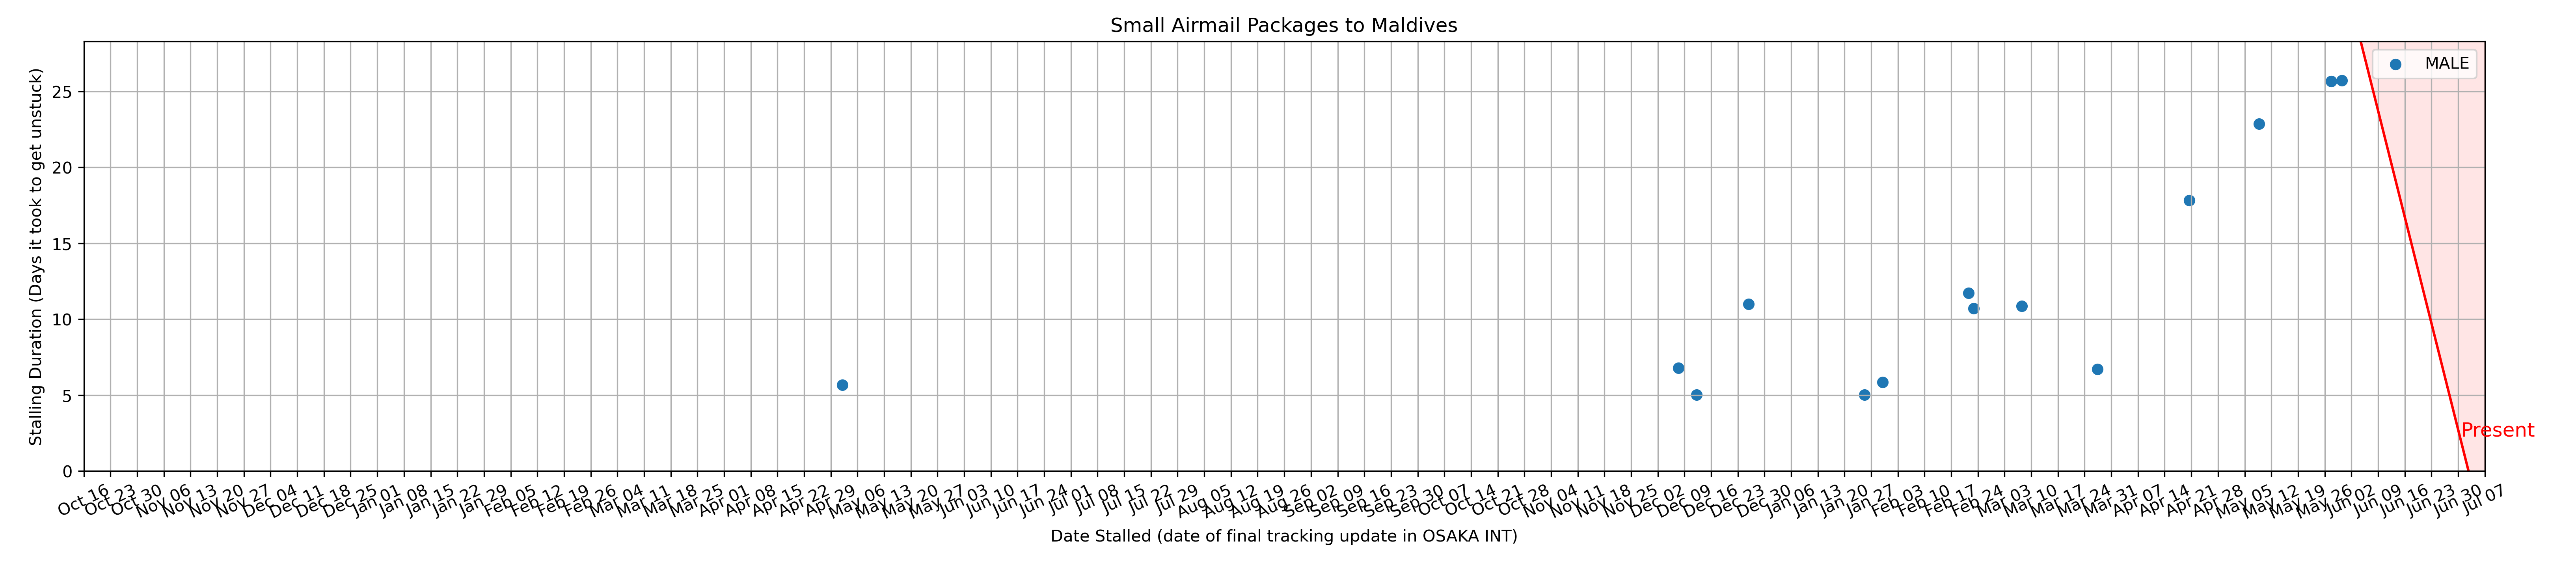 Small Airmail Packages to Maldives
MALE
Stalling Duration (Days it took to get unstuck)
25
20
15
10
5
0
Present
Oct 16
Oct 23
Oct 30
Nov 06
Nov 13
Nov 20
Nov 27
Dec 04
Dec 11
Dec 18
Dec 25
Jan 01
Jan 08
Jan 15
Jan 22
Jan 29
Feb 05
Feb 12
Feb 19
Feb 26
Mar 04
Mar 11
Mar 18
Mar 25
Apr 01
Apr 08
Apr 15
Apr 22
Apr 29
May 06
May 13
May 20
May 27
Jun 03
Jun 10
Jun 17
Jun 24
Jul 01
Jul 08
Jul 15
Jul 22
Jul 29
Aug 05
Aug 12
Aug 19
Aug 26
Sep 02
Sep 09
Sep 16
Sep 23
Sep 30
Oct 07
Oct 14
Oct 21
Oct 28
Nov 04
Nov 11
Nov 18
Nov 25
Dec 02
Dec 09
Dec 16
Dec 23
Dec 30
Jan 06
Jan 13
Jan 20
Jan 27
Feb 03
Feb 10
Feb 17
Feb 24
Mar 03
Mar 10
Mar 17
Mar 24
Mar 31
Apr 07
Apr 14
Apr 21
Apr 28
May 05
May 12
May 19
May 26
Jun 02
Jun 09
Jun 16
Jun 23
Jun 30
Jul 07
Date Stalled (date of final tracking update in OSAKA INT)